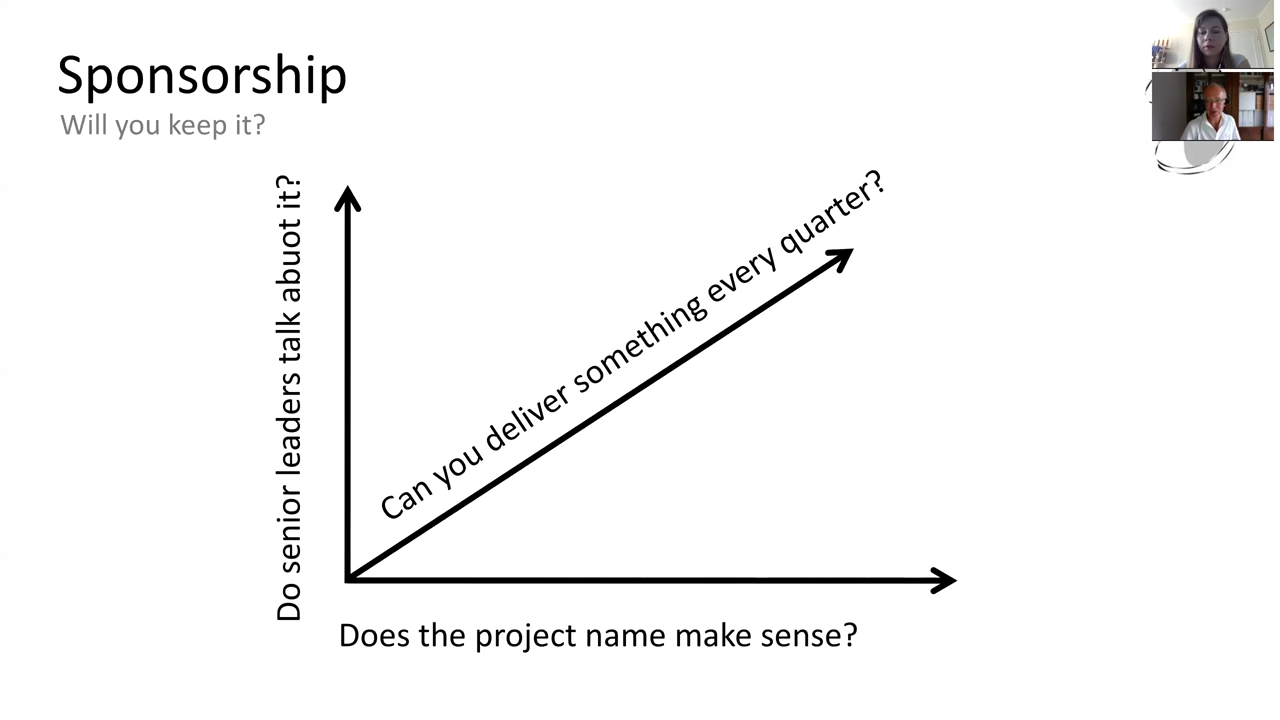 Sponsorship
Will you keep it?
Do senior leaders talk abuot it?
Can you deliver something every quarter?
Does the project name make sense?